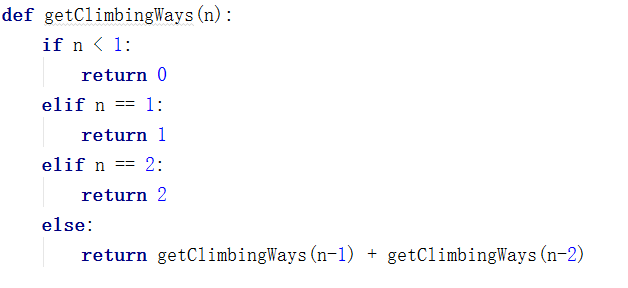 def getClimbingWays(n):
    if n < 1:
        return 0
    elif n == 1:
        return 1
    elif n == 2:
        return 2
    else:
        return getClimbingWays(n-1) + getClimbingWays(n-2)